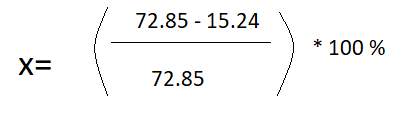 72.85 - 15.24
x= ( ) * 100 %
72.85